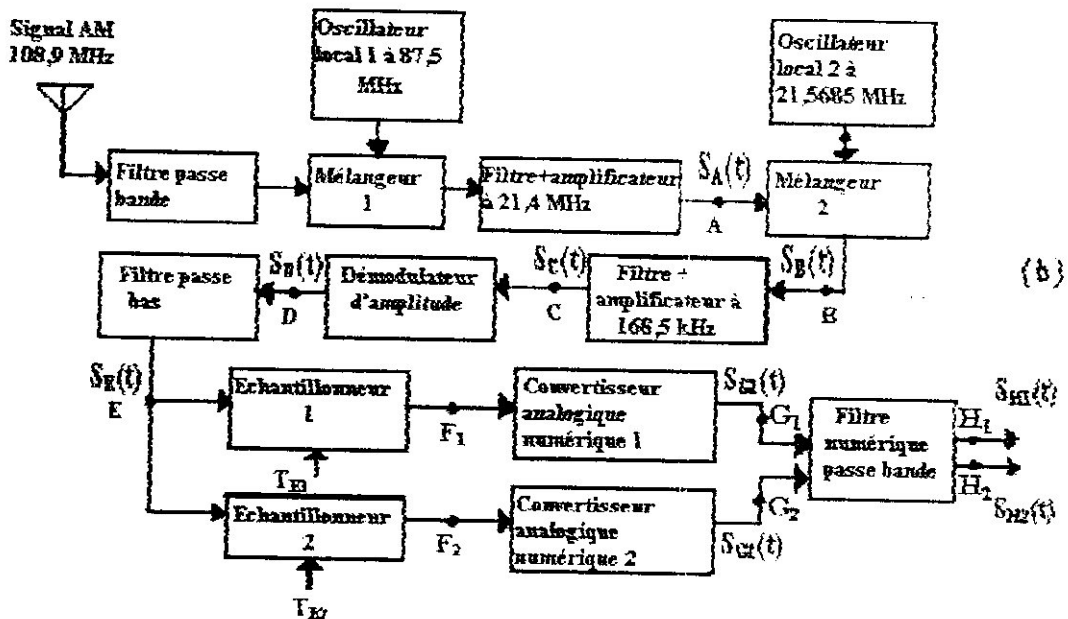 Signal AM
108,9 MHz
Oscillateur
local 1 à 87,5
MHz
Oscillateur
local 2 à
21,5685 MHz
Filtre passe
bande
Mélangeur
1
Filtre+amplificateur
à 21,4 MHz
S_A(t)
A
Mélangeur
2
Filtre passe
bas
S_D(t)
D
Démodulateur
d'amplitude
S_C(t)
C
Filtre +
amplificateur à
168,5 kHz
S_B(t)
B
(b)
S_E(t)
E
Echantillonneur
1
T_E1
F_1
Convertisseur
analogique
numérique 1
S_G2(t)
G_1
Filtre
numérique
passe bande
S_H1(t)
H_1
H_2
S_H2(t)
Echantillonneur
2
T_E2
F_2
Convertisseur
analogique
numérique 2
G_2
S_G1(t)